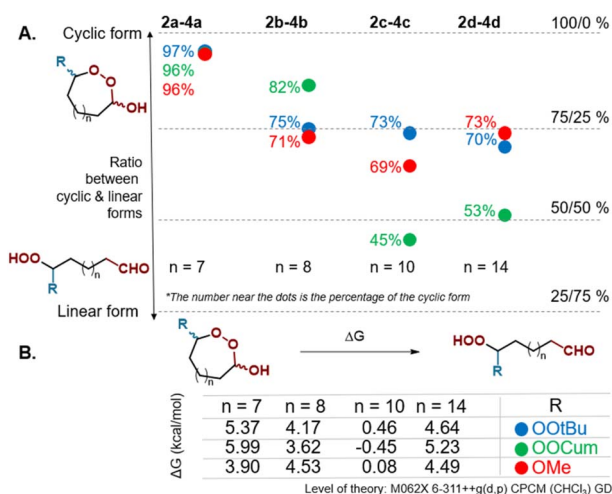 A.
2a-4a 2b-4b 2c-4c 2d-4d 100/0 %
Cyclic form
R
O
O
OH
( )n
97%
96%
96%
82%
75%
71%
73%
69%
45%
73%
70%
53%
75/25 %
Ratio
between
cyclic & linear
forms
50/50 %
HOO
( )n
CHO
R
n = 7 n = 8 n = 10 n = 14
*The number near the dots is the percentage of the cyclic form
Linear form
25/75 %
B.
R
O
O
OH
( )n
ΔG
HOO
( )n
CHO
R
ΔG (kcal/mol)
n = 7 n = 8 n = 10 n = 14 R
5.37 4.17 0.46 4.64 OOtBu
5.99 3.62 -0.45 5.23 OOCum
3.90 4.53 0.08 4.49 OMe
Level of theory: M062X 6-311++g(d,p) CPCM (CHCl₃) GD